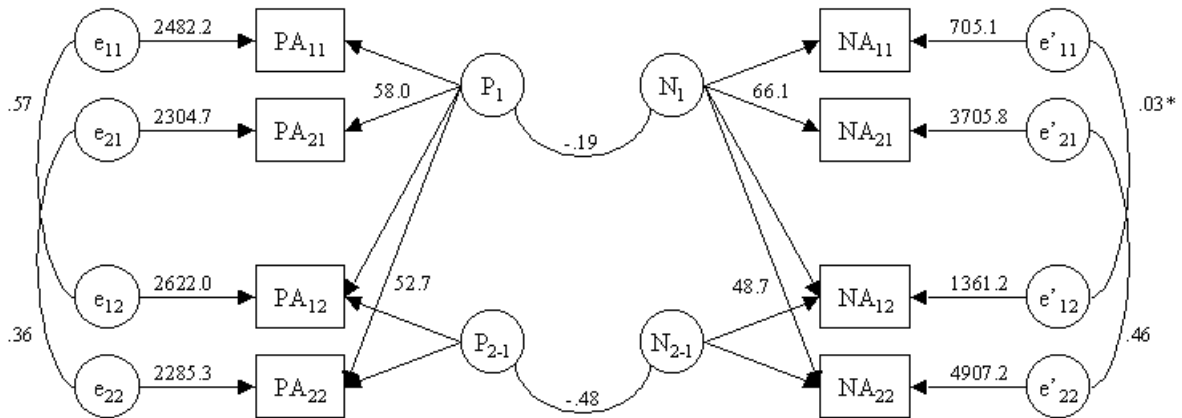 e11 2482.2 PA11 P1 N1 NA11 705.1 e'11
.57 58.0 66.1 .03*
e21 2304.7 PA21 -.19 NA21 3705.8 e'21
e12 2622.0 PA12 52.7 48.7 NA12 1361.2 e'12
.36 P2-1 N2-1 .46
e22 2285.3 PA22 -.48 NA22 4907.2 e'22